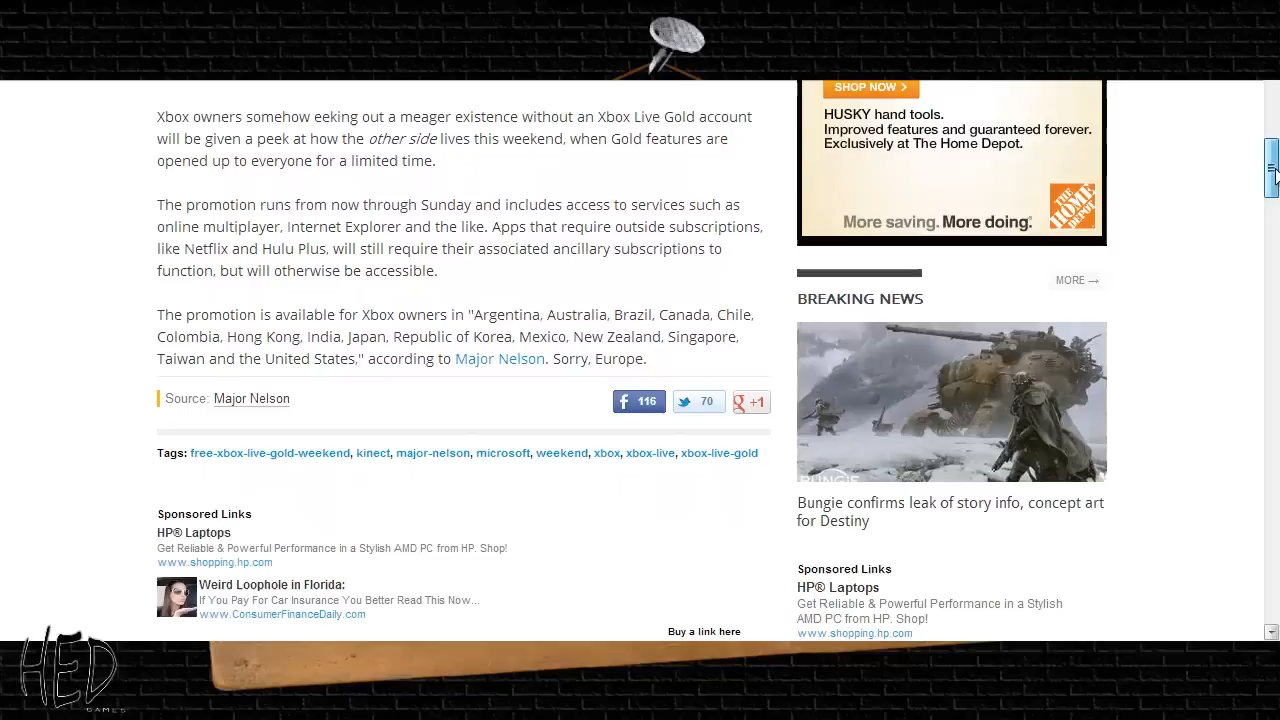 Xbox owners somehow eeking out a meager existence without an Xbox Live Gold account
will be given a peek at how the other side lives this weekend, when Gold features are
opened up to everyone for a limited time.
The promotion runs from now through Sunday and includes access to services such as
online multiplayer, Internet Explorer and the like. Apps that require outside subscriptions,
like Netflix and Hulu Plus, will still require their associated ancillary subscriptions to
function, but will otherwise be accessible.
The promotion is available for Xbox owners in "Argentina, Australia, Brazil, Canada, Chile,
Colombia, Hong Kong, India, Japan, Republic of Korea, Mexico, New Zealand, Singapore,
Taiwan and the United States," according to Major Nelson. Sorry, Europe.
Source: Major Nelson
f 116
70
g +1
Tags: free-xbox-live-gold-weekend, kinect, major-nelson, microsoft, weekend, xbox, xbox-live, xbox-live-gold
Sponsored Links
HP® Laptops
Get Reliable & Powerful Performance in a Stylish AMD PC from HP. Shop!
www.shopping.hp.com
Weird Loophole in Florida:
If You Pay For Car Insurance You Better Read This Now...
www.ConsumerFinanceDaily.com
Buy a link here
SHOP NOW >
HUSKY hand tools.
Improved features and guaranteed forever.
Exclusively at The Home Depot.
More saving. More doing.
THE HOME DEPOT
MORE →
BREAKING NEWS
BUNGIE
Bungie confirms leak of story info, concept art
for Destiny
Sponsored Links
HP® Laptops
Get Reliable & Powerful Performance in a Stylish
AMD PC from HP. Shop!
www.shopping.hp.com
HED
GAMES